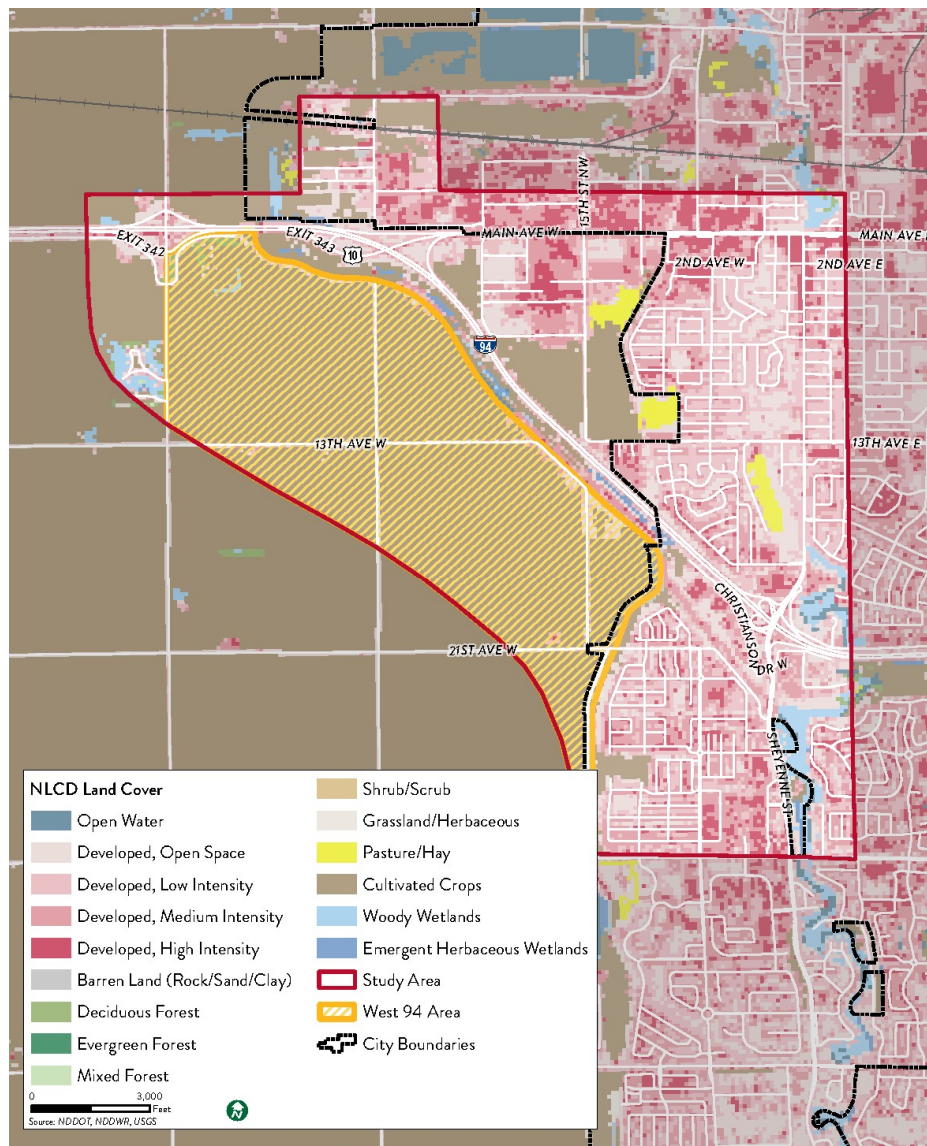 15TH ST NW
EXIT 342
EXIT 343
10
MAIN AVE W
MAIN AVE E
2ND AVE W
2ND AVE E
94
13TH AVE W
13TH AVE E
CHRISTIANSON
DR W
21ST AVE W
SHEYENNE ST
NLCD Land Cover
Open Water
Developed, Open Space
Developed, Low Intensity
Developed, Medium Intensity
Developed, High Intensity
Barren Land (Rock/Sand/Clay)
Deciduous Forest
Evergreen Forest
Mixed Forest
Shrub/Scrub
Grassland/Herbaceous
Pasture/Hay
Cultivated Crops
Woody Wetlands
Emergent Herbaceous Wetlands
Study Area
West 94 Area
City Boundaries
0 3,000
Feet
Source: NDDOT, NDDWR, USGS
N